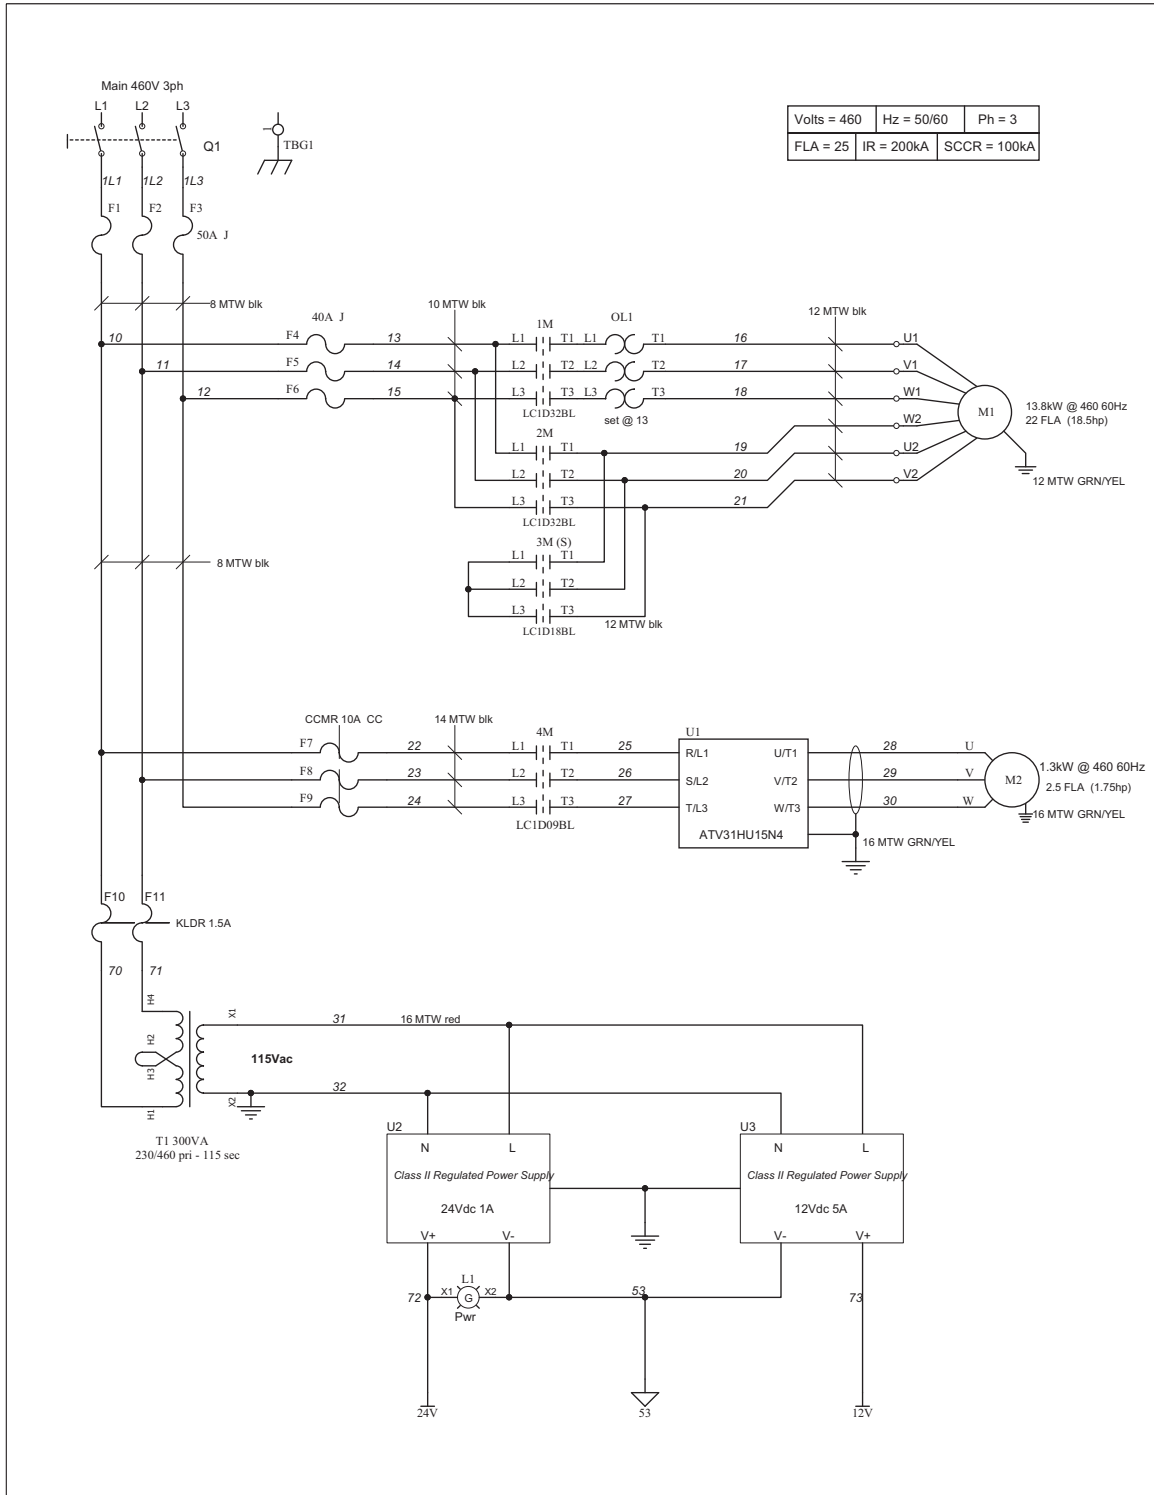 Main 460V 3ph
L1 L2 L3
Q1
TBG1
Volts = 460 Hz = 50/60 Ph = 3
FLA = 25 IR = 200kA SCCR = 100kA
1L1 1L2 1L3
F1 F2 F3
50A J
8 MTW blk
10 MTW blk
12 MTW blk
40A J
1M
OL1
10 F4 13 L1 T1 L1 T1 16 U1
11 F5 14 L2 T2 L2 T2 17 V1
12 F6 15 L3 T3 L3 T3 18 W1
LC1D32BL
set @ 13
M1
13.8kW @ 460 60Hz
22 FLA (18.5hp)
W2
2M
L1 T1 19 U2
L2 T2 20 V2
L3 T3 21
LC1D32BL
12 MTW GRN/YEL
3M (S)
L1 T1
L2 T2
L3 T3
LC1D18BL
12 MTW blk
8 MTW blk
CCMR 10A CC
14 MTW blk
4M
U1
F7 22 L1 T1 25 R/L1 U/T1 28 U
F8 23 L2 T2 26 S/L2 V/T2 29 V
F9 24 L3 T3 27 T/L3 W/T3 30 W
LC1D09BL
ATV31HU15N4
M2
1.3kW @ 460 60Hz
2.5 FLA (1.75hp)
16 MTW GRN/YEL
16 MTW GRN/YEL
F10 F11
KLDR 1.5A
70 71
H4
H2
H3
H1
X1
X2
31 16 MTW red
115Vac
32
T1 300VA
230/460 pri - 115 sec
U2
N L
Class II Regulated Power Supply
24Vdc 1A
V+ V-
U3
N L
Class II Regulated Power Supply
12Vdc 5A
V- V+
L1
72 X1 G X2 53 73
Pwr
24V 53 12V